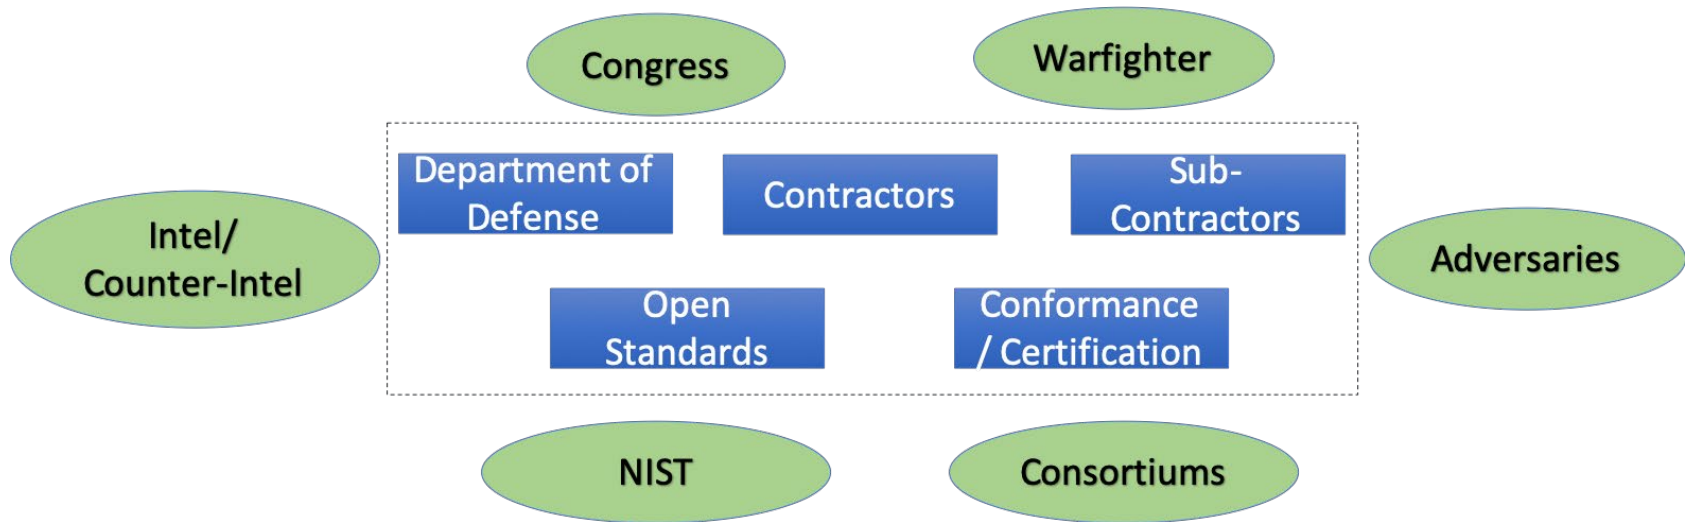 Congress
Warfighter
Department of
Defense
Contractors
Sub-
Contractors
Intel/
Counter-Intel
Adversaries
Open
Standards
Conformance
/ Certification
NIST
Consortiums